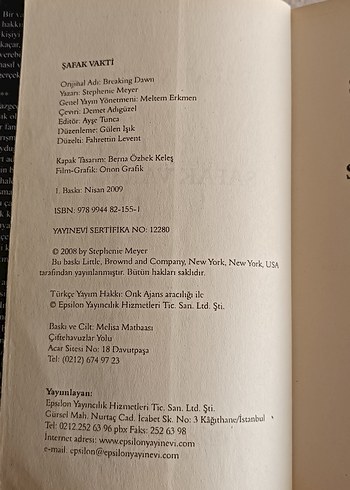 ŞAFAK VAKTİ
Orijinal Adı: Breaking Dawn
Yazarı: Stephenie Meyer
Genel Yayın Yönetmeni: Meltem Erkmen
Çeviri: Demet Adıgüzel
Editör: Ayşe Tunca
Düzenleme: Gülen Işık
Düzelti: Fahrettin Levent
Kapak Tasarım: Berna Özbek Keleş
Film-Grafik: Onon Grafik
1. Baskı: Nisan 2009
ISBN: 978 9944 82-155-1
YAYINEVİ SERTİFİKA NO: 12280
© 2008 by Stephenie Meyer
Bu baskı Little, Brownd and Company, New York, New York, USA
tarafından yayınlanmıştır. Bütün hakları saklıdır.
Türkçe Yayım Hakkı: Onk Ajans aracılığı ile
© Epsilon Yayıncılık Hizmetleri Tic. San. Ltd. Şti.
Baskı ve Cilt: Melisa Matbaası
Çiftehavuzlar Yolu
Acar Sitesi No: 18 Davutpaşa
Tel: (0212) 674 97 23
Yayınlayan:
Epsilon Yayıncılık Hizmetleri Tic. San. Ltd. Şti.
Gürsel Mah. Nurtaç Cad. İcabet Sk. No: 3 Kâğıthane/İstanbul
Tel: 0212.252 63 96 pbx Faks: 252 63 98
İnternet adresi: www.epsilonyayinevi.com
e-mail: epsilon@epsilonyayinevi.com